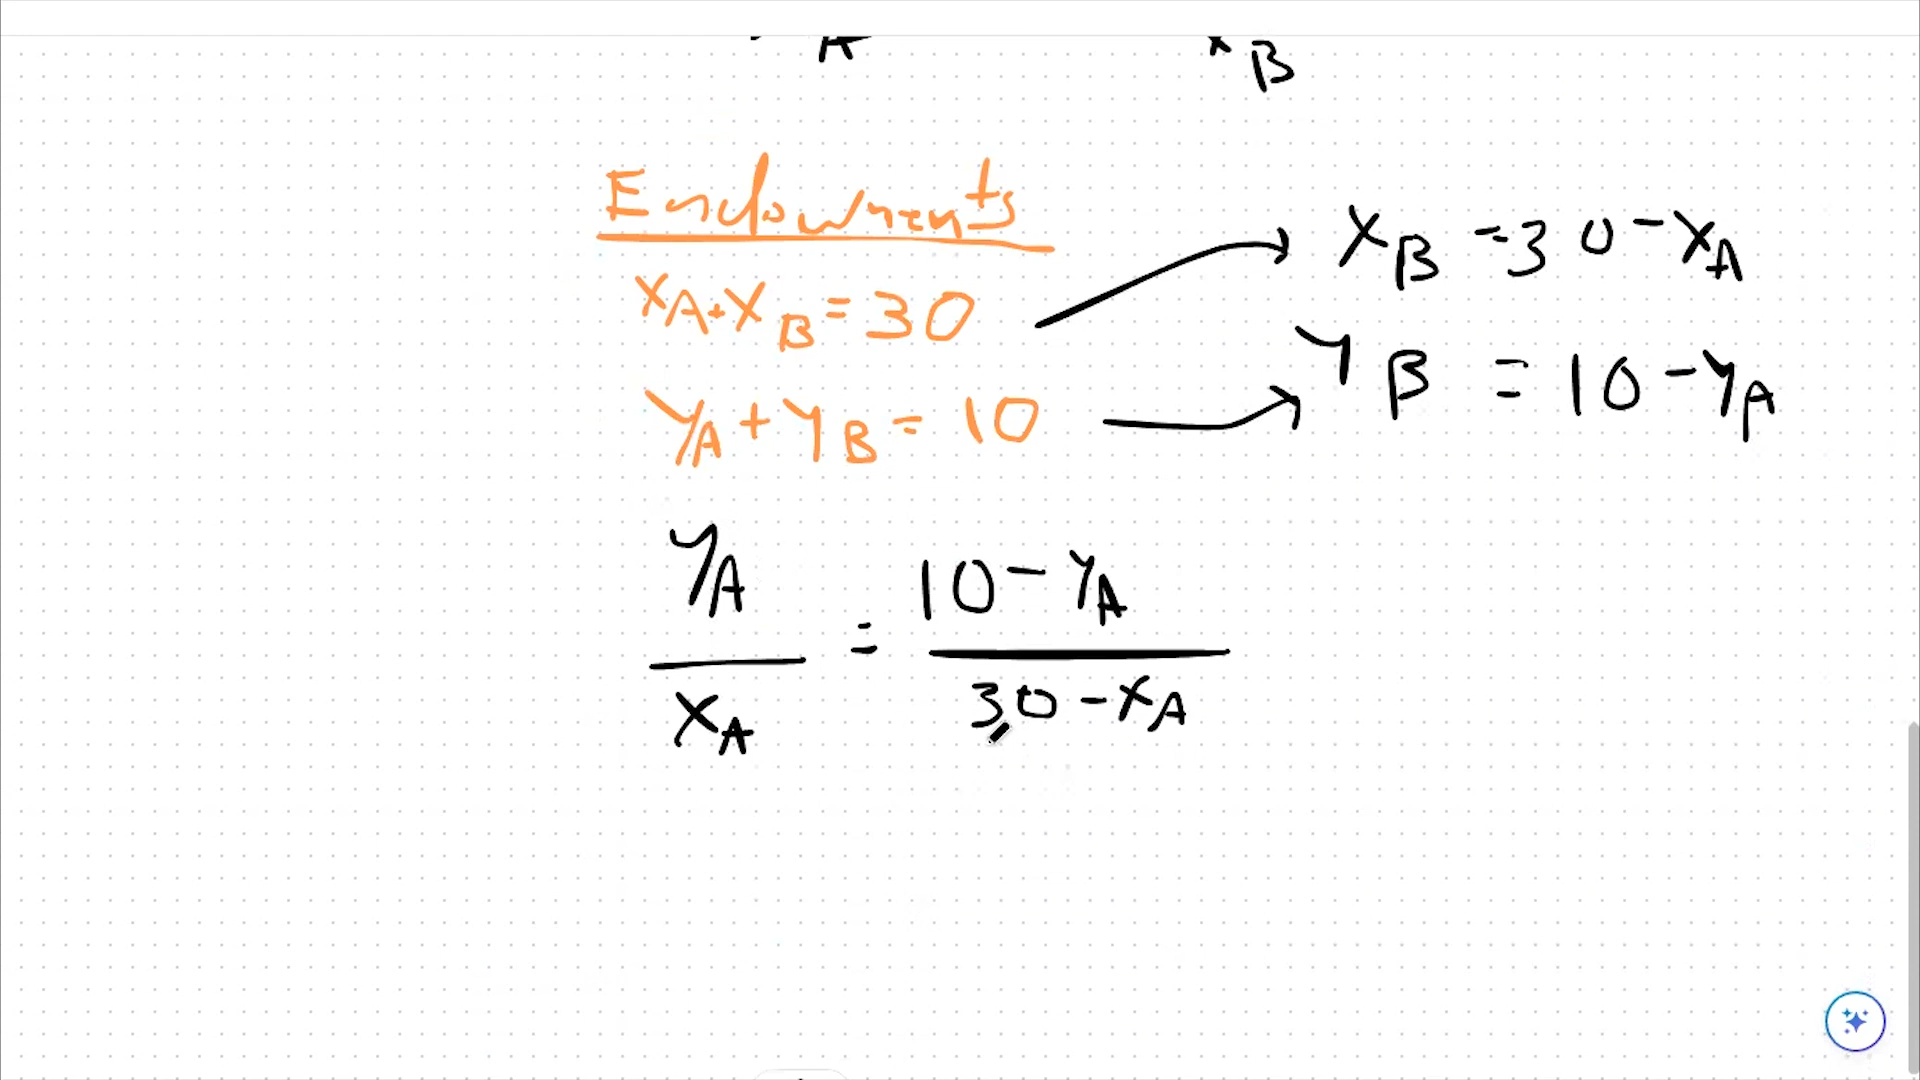 A x B
Endowments
xA + xB = 30
yA + yB = 10
xB = 30 - xA
yB = 10 - yA
yA / xA = 10 - yA / 30 - xA